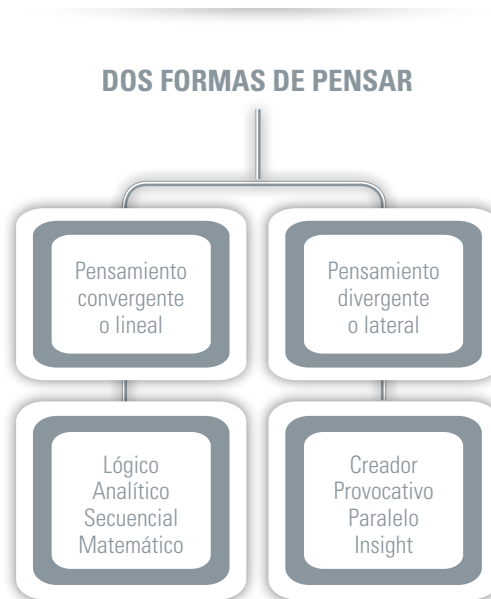 DOS FORMAS DE PENSAR
Pensamiento
convergente
o lineal
Pensamiento
divergente
o lateral
Lógico
Analítico
Secuencial
Matemático
Creador
Provocativo
Paralelo
Insight